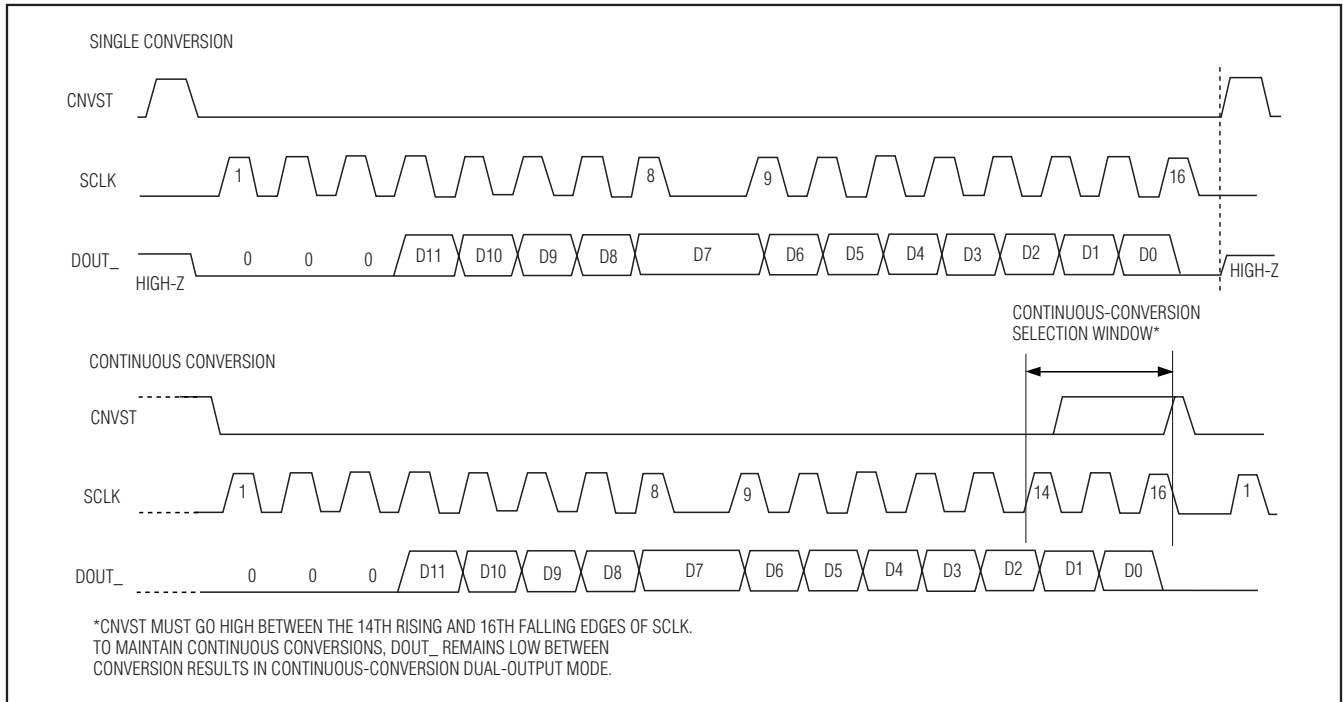 SINGLE CONVERSION
CNVST
SCLK
1
8
9
16
DOUT_
HIGH-Z
0
0
0
D11
D10
D9
D8
D7
D6
D5
D4
D3
D2
D1
D0
HIGH-Z
CONTINUOUS-CONVERSION
SELECTION WINDOW*
CONTINUOUS CONVERSION
CNVST
SCLK
1
8
9
14
16
1
DOUT_
0
0
0
D11
D10
D9
D8
D7
D6
D5
D4
D3
D2
D1
D0
*CNVST MUST GO HIGH BETWEEN THE 14TH RISING AND 16TH FALLING EDGES OF SCLK.
TO MAINTAIN CONTINUOUS CONVERSIONS, DOUT_ REMAINS LOW BETWEEN
CONVERSION RESULTS IN CONTINUOUS-CONVERSION DUAL-OUTPUT MODE.